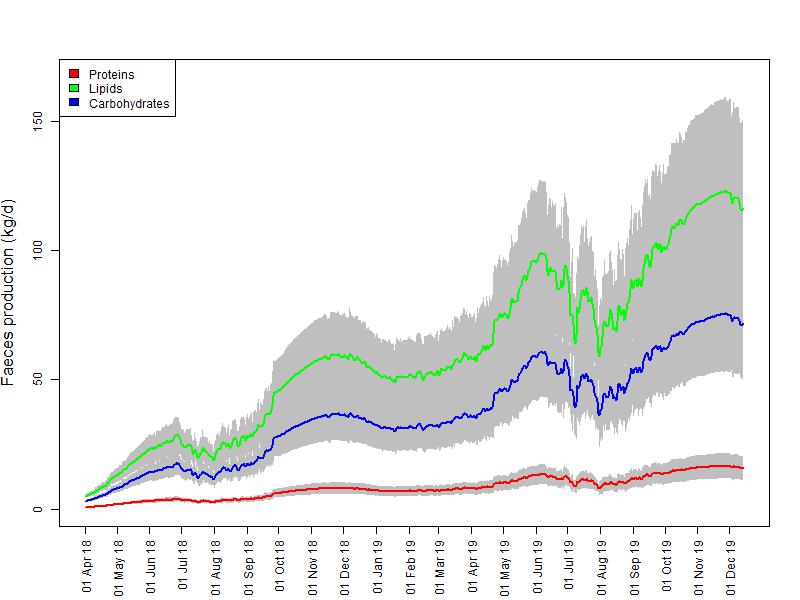 Proteins
Lipids
Carbohydrates
Faeces production (kg/d)
150
100
50
0
01 Apr 18
01 May 18
01 Jun 18
01 Jul 18
01 Aug 18
01 Sep 18
01 Oct 18
01 Nov 18
01 Dec 18
01 Jan 19
01 Feb 19
01 Mar 19
01 Apr 19
01 May 19
01 Jun 19
01 Jul 19
01 Aug 19
01 Sep 19
01 Oct 19
01 Nov 19
01 Dec 19